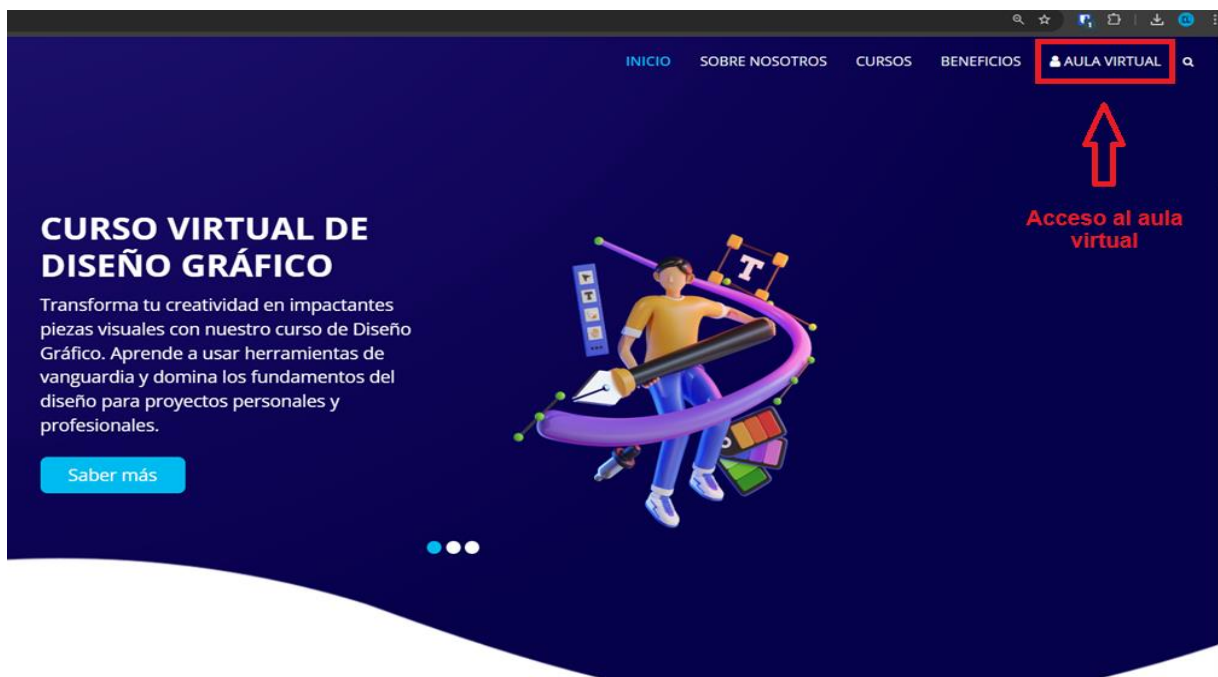 INICIO SOBRE NOSOTROS CURSOS BENEFICIOS AULA VIRTUAL
Acceso al aula
virtual
CURSO VIRTUAL DE
DISEÑO GRÁFICO
Transforma tu creatividad en impactantes
piezas visuales con nuestro curso de Diseño
Gráfico. Aprende a usar herramientas de
vanguardia y domina los fundamentos del
diseño para proyectos personales y
profesionales.
Saber más
T
T